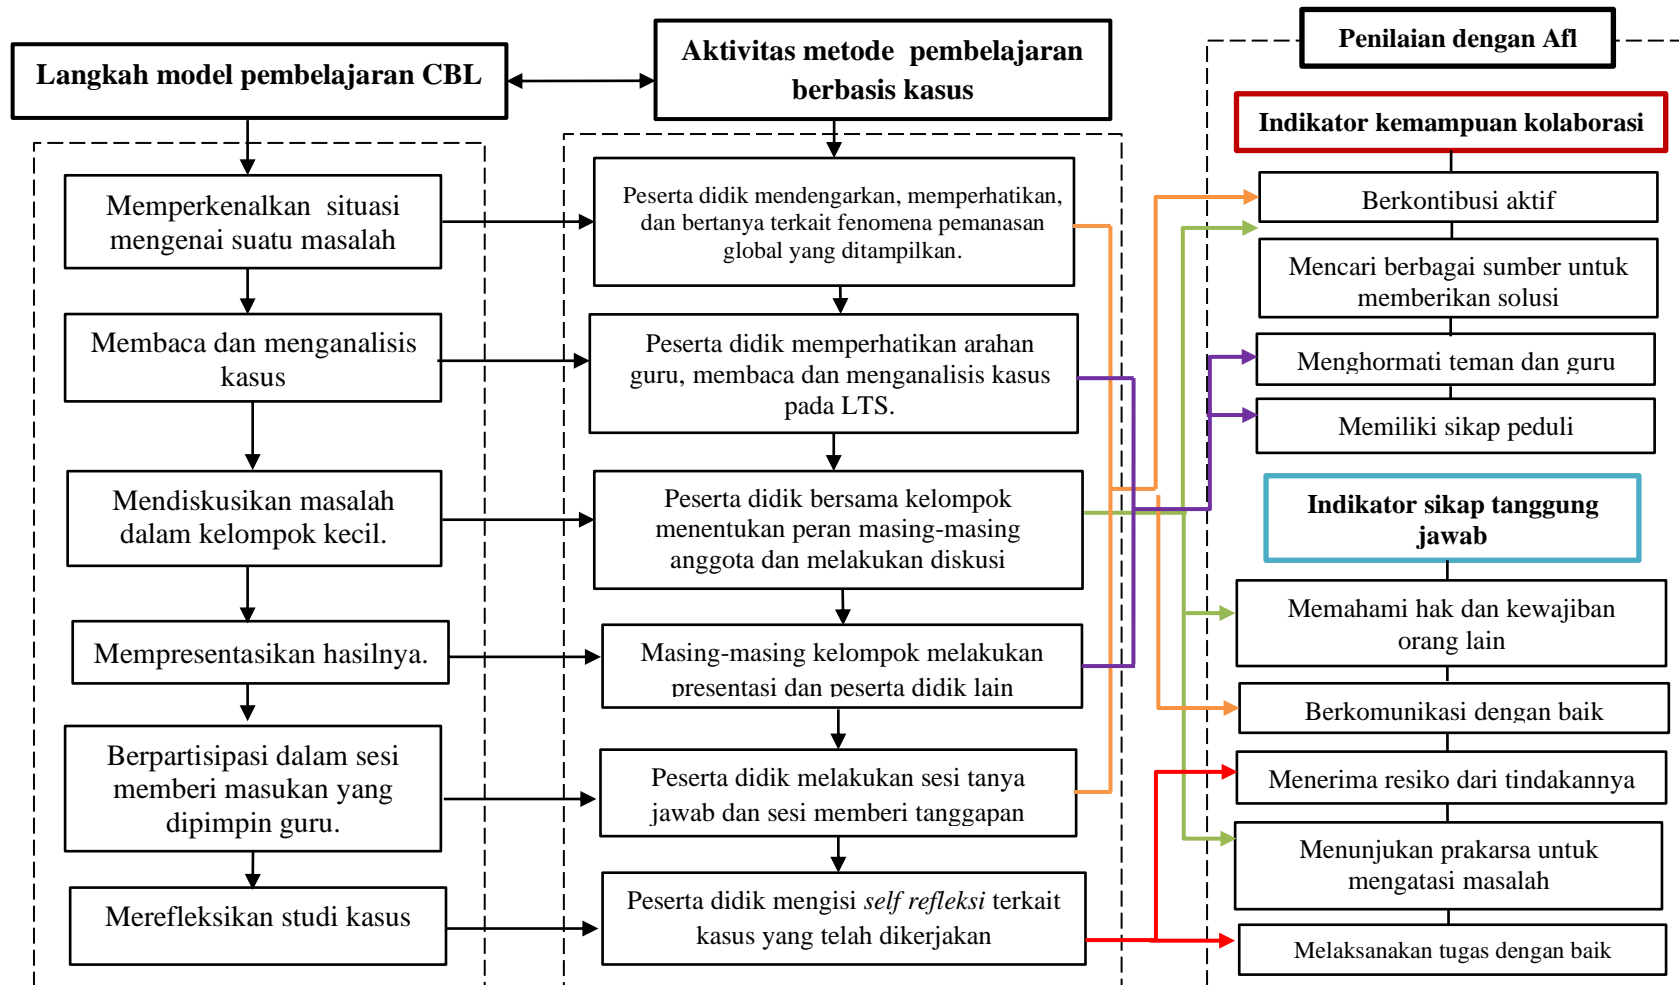 Langkah model pembelajaran CBL
Memperkenalkan situasi
mengenai suatu masalah
Membaca dan menganalisis
kasus
Mendiskusikan masalah
dalam kelompok kecil.
Mempresentasikan hasilnya.
Berpartisipasi dalam sesi
memberi masukan yang
dipimpin guru.
Merefleksikan studi kasus
Aktivitas metode pembelajaran
berbasis kasus
Peserta didik mendengarkan, memperhatikan,
dan bertanya terkait fenomena pemanasan
global yang ditampilkan.
Peserta didik memperhatikan arahan
guru, membaca dan menganalisis kasus
pada LTS.
Peserta didik bersama kelompok
menentukan peran masing-masing
anggota dan melakukan diskusi
Masing-masing kelompok melakukan
presentasi dan peserta didik lain
Peserta didik melakukan sesi tanya
jawab dan sesi memberi tanggapan
Peserta didik mengisi self refleksi terkait
kasus yang telah dikerjakan
Penilaian dengan Afl
Indikator kemampuan kolaborasi
Berkontibusi aktif
Mencari berbagai sumber untuk
memberikan solusi
Menghormati teman dan guru
Memiliki sikap peduli
Indikator sikap tanggung
jawab
Memahami hak dan kewajiban
orang lain
Berkomunikasi dengan baik
Menerima resiko dari tindakannya
Menunjukan prakarsa untuk
mengatasi masalah
Melaksanakan tugas dengan baik